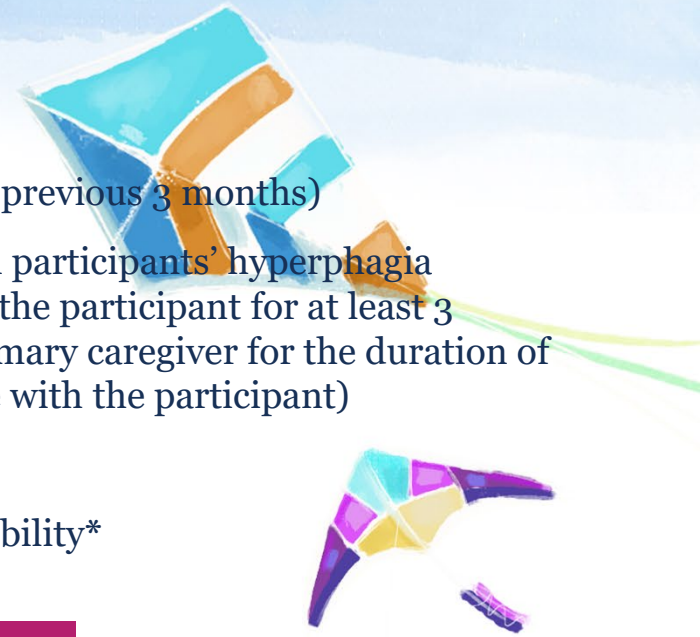 previous 3 months)
participants’ hyperphagia
the participant for at least 3
mary caregiver for the duration of
with the participant)
bility*